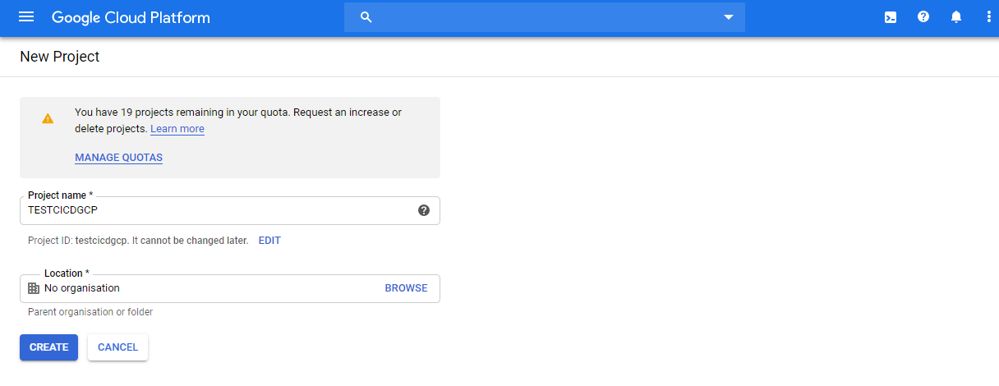 Google Cloud Platform
New Project
You have 19 projects remaining in your quota. Request an increase or
delete projects. Learn more
MANAGE QUOTAS
Project name *
TESTCICDGCP
Project ID: testcicdgcp. It cannot be changed later. EDIT
Location *
No organisation BROWSE
Parent organisation or folder
CREATE CANCEL